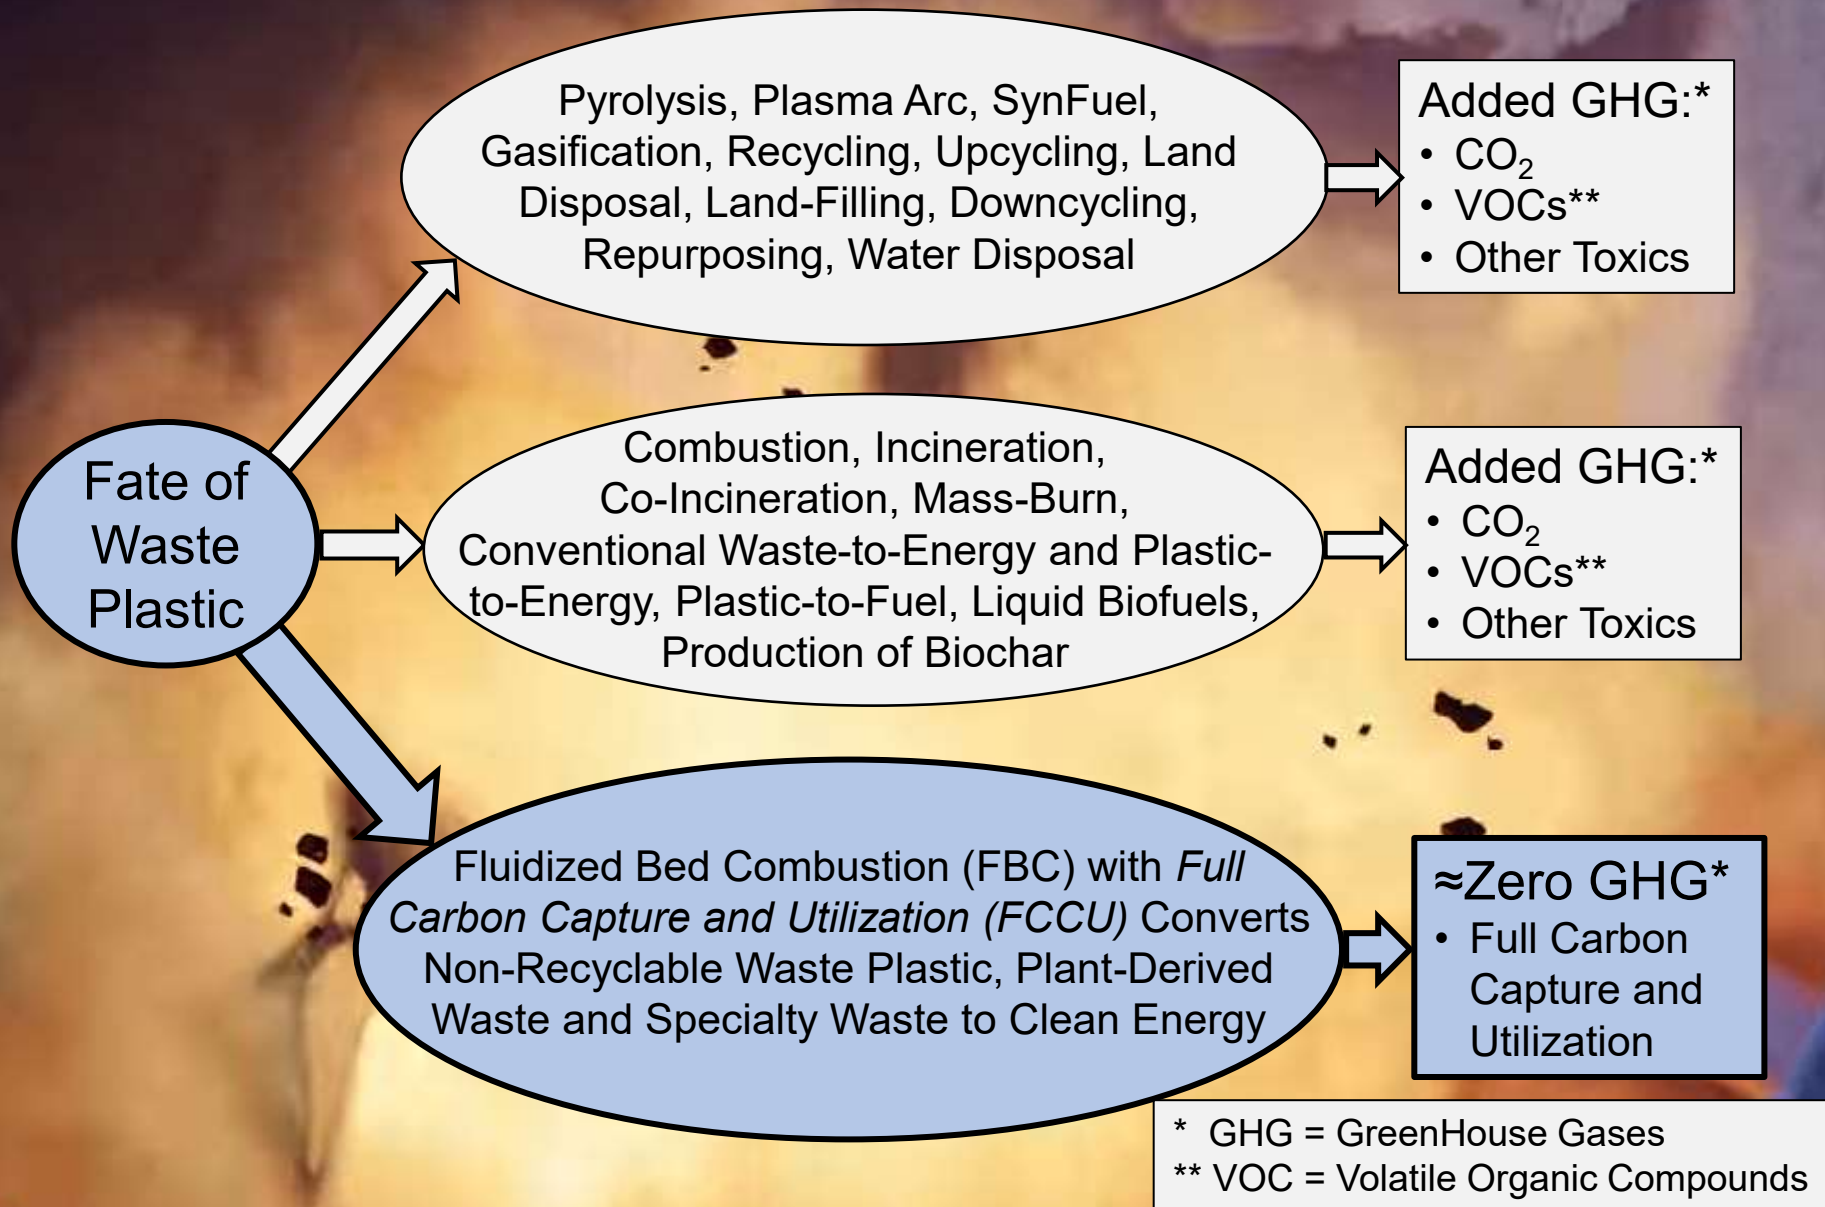 Fate of
Waste
Plastic
Pyrolysis, Plasma Arc, SynFuel,
Gasification, Recycling, Upcycling, Land
Disposal, Land-Filling, Downcycling,
Repurposing, Water Disposal
Added GHG:*
• CO₂
• VOCs**
• Other Toxics
Combustion, Incineration,
Co-Incineration, Mass-Burn,
Conventional Waste-to-Energy and Plastic-
to-Energy, Plastic-to-Fuel, Liquid Biofuels,
Production of Biochar
Added GHG:*
• CO₂
• VOCs**
• Other Toxics
Fluidized Bed Combustion (FBC) with Full
Carbon Capture and Utilization (FCCU) Converts
Non-Recyclable Waste Plastic, Plant-Derived
Waste and Specialty Waste to Clean Energy
≈Zero GHG*
• Full Carbon
Capture and
Utilization
* GHG = GreenHouse Gases
** VOC = Volatile Organic Compounds